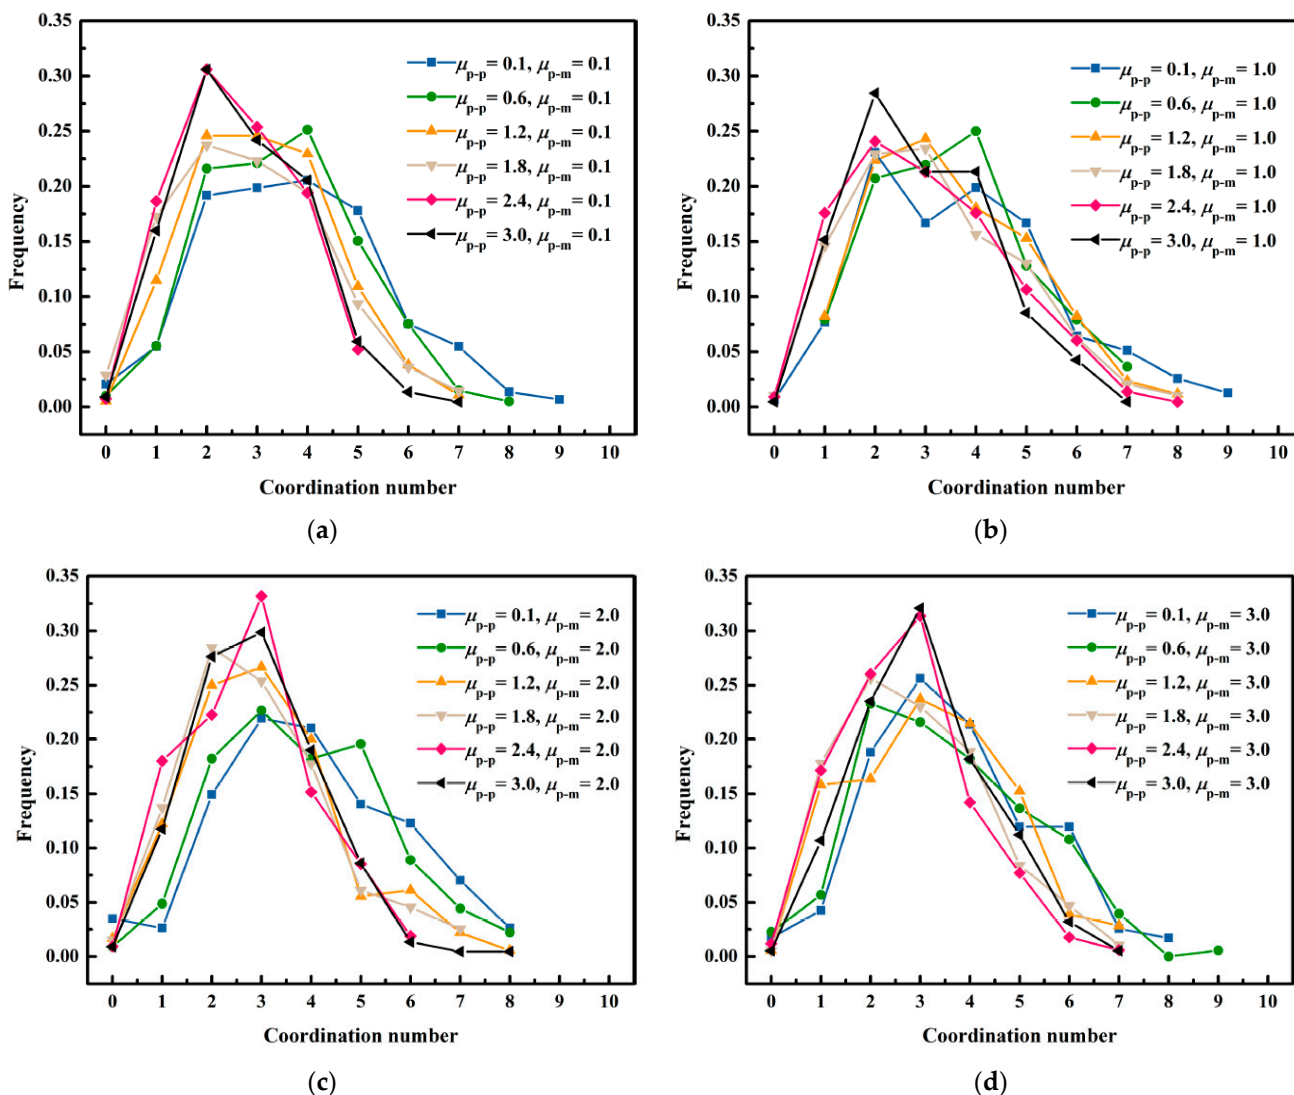 0.35
0.30
0.25
0.20
0.15
0.10
0.05
0.00
Frequency
μp-p = 0.1, μp-m = 0.1
μp-p = 0.6, μp-m = 0.1
μp-p = 1.2, μp-m = 0.1
μp-p = 1.8, μp-m = 0.1
μp-p = 2.4, μp-m = 0.1
μp-p = 3.0, μp-m = 0.1
0 1 2 3 4 5 6 7 8 9 10
Coordination number
(a)
0.35
0.30
0.25
0.20
0.15
0.10
0.05
0.00
Frequency
μp-p = 0.1, μp-m = 1.0
μp-p = 0.6, μp-m = 1.0
μp-p = 1.2, μp-m = 1.0
μp-p = 1.8, μp-m = 1.0
μp-p = 2.4, μp-m = 1.0
μp-p = 3.0, μp-m = 1.0
0 1 2 3 4 5 6 7 8 9 10
Coordination number
(b)
0.35
0.30
0.25
0.20
0.15
0.10
0.05
0.00
Frequency
μp-p = 0.1, μp-m = 2.0
μp-p = 0.6, μp-m = 2.0
μp-p = 1.2, μp-m = 2.0
μp-p = 1.8, μp-m = 2.0
μp-p = 2.4, μp-m = 2.0
μp-p = 3.0, μp-m = 2.0
0 1 2 3 4 5 6 7 8 9 10
Coordination number
(c)
0.35
0.30
0.25
0.20
0.15
0.10
0.05
0.00
Frequency
μp-p = 0.1, μp-m = 3.0
μp-p = 0.6, μp-m = 3.0
μp-p = 1.2, μp-m = 3.0
μp-p = 1.8, μp-m = 3.0
μp-p = 2.4, μp-m = 3.0
μp-p = 3.0, μp-m = 3.0
0 1 2 3 4 5 6 7 8 9 10
Coordination number
(d)